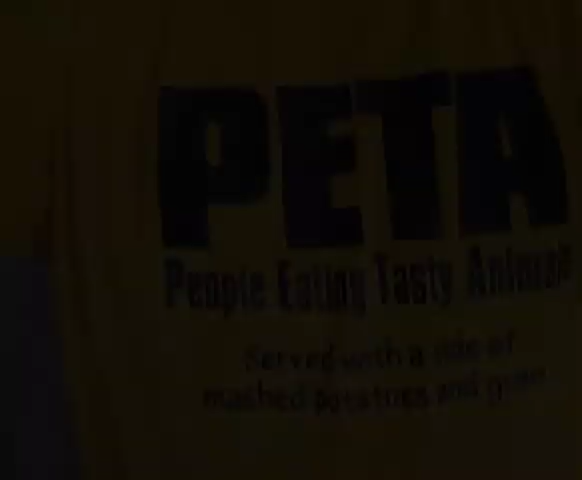 PETA
People Eating Tasty Animals
Served with a side of
mashed potatoes and